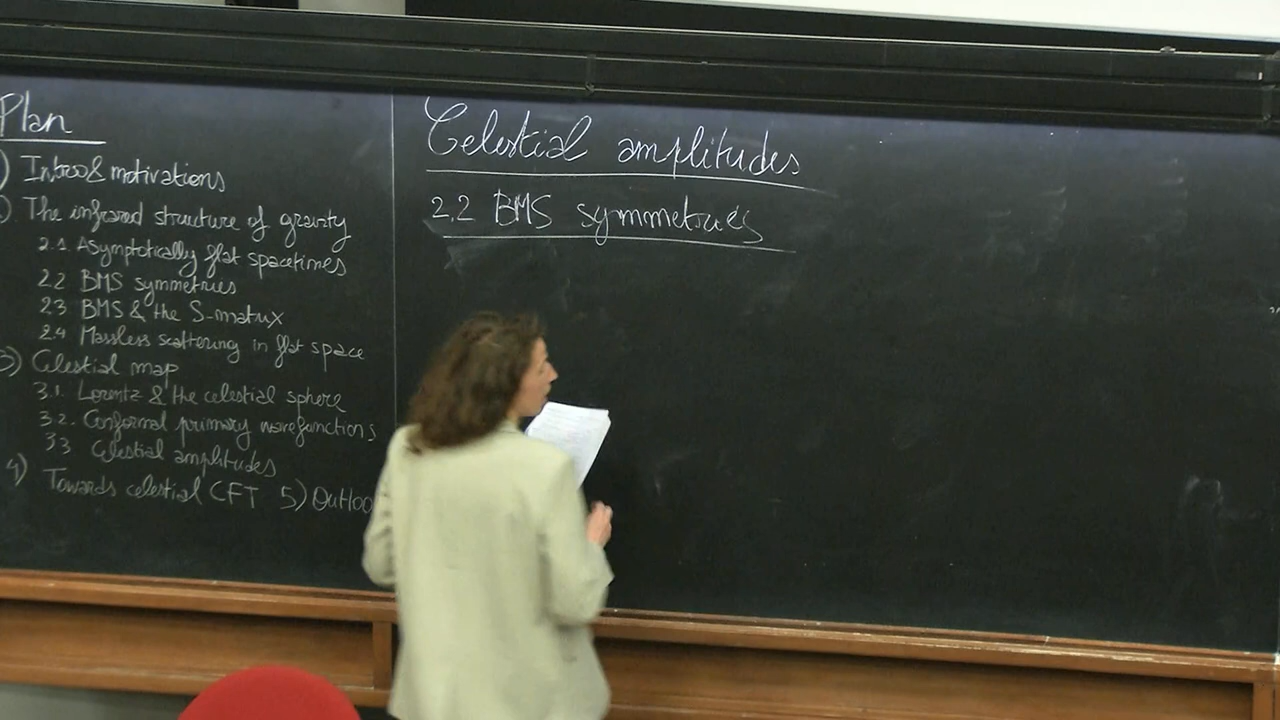 Plan
) Intro & motivations
) The infrared structure of gravity
2.1 Asymptotically flat spacetimes
2.2 BMS symmetries
2.3 BMS & the S-matrix
2.4 Massless scattering in flat space
3) Celestial map
3.1. Lorentz & the celestial sphere
3.2. Conformal primary wavefunctions
3.3 Celestial amplitudes
4) Towards celestial CFT 5) Outloo
Celestial amplitudes
2.2 BMS symmetries